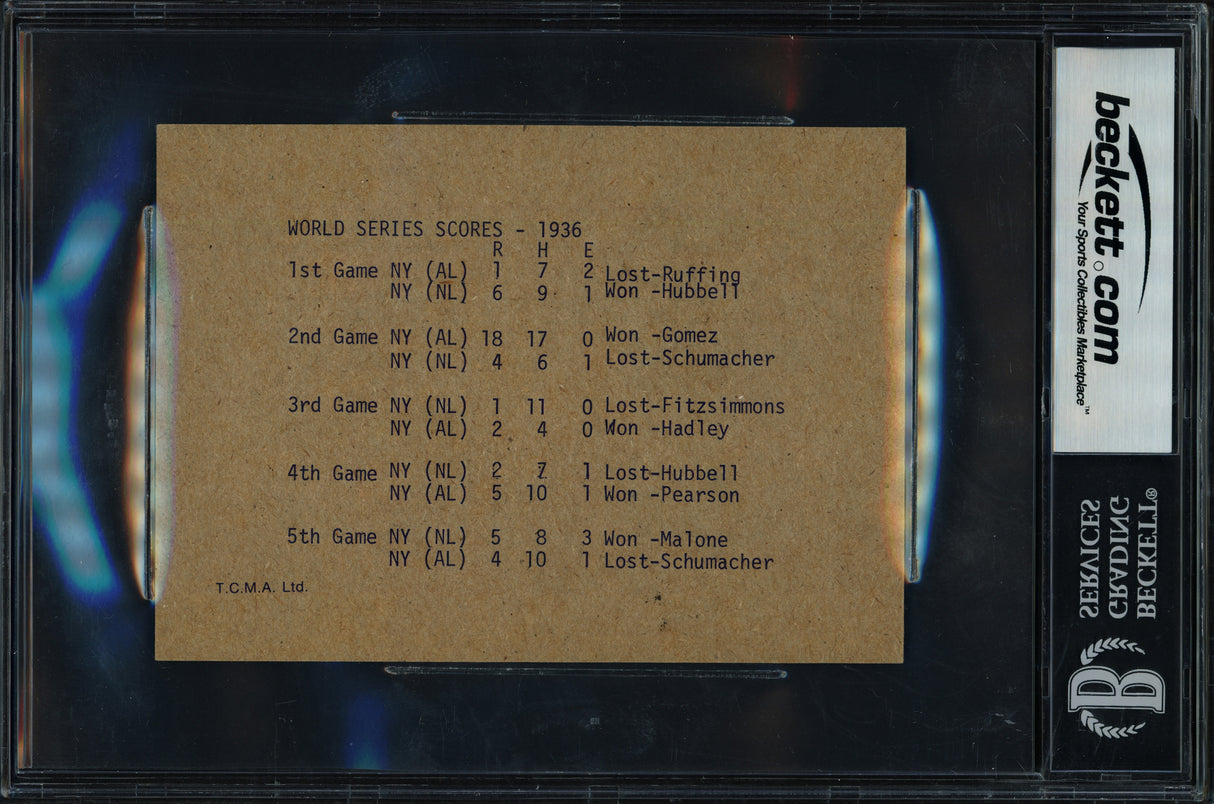 WORLD SERIES SCORES - 1936
R H E
1st Game NY (AL) 1 7 2 Lost-Ruffing
NY (NL) 6 9 1 Won -Hubbell
2nd Game NY (AL) 18 17 0 Won -Gomez
NY (NL) 4 6 1 Lost-Schumacher
3rd Game NY (NL) 1 11 0 Lost-Fitzsimmons
NY (AL) 2 4 0 Won -Hadley
4th Game NY (NL) 2 7 1 Lost-Hubbell
NY (AL) 5 10 1 Won -Pearson
5th Game NY (NL) 5 8 3 Won -Malone
NY (AL) 4 10 1 Lost-Schumacher
T.C.M.A. Ltd.
beckett.com
Your Sports Collectibles Marketplace™
BECKETT®
GRADING
SERVICES
B